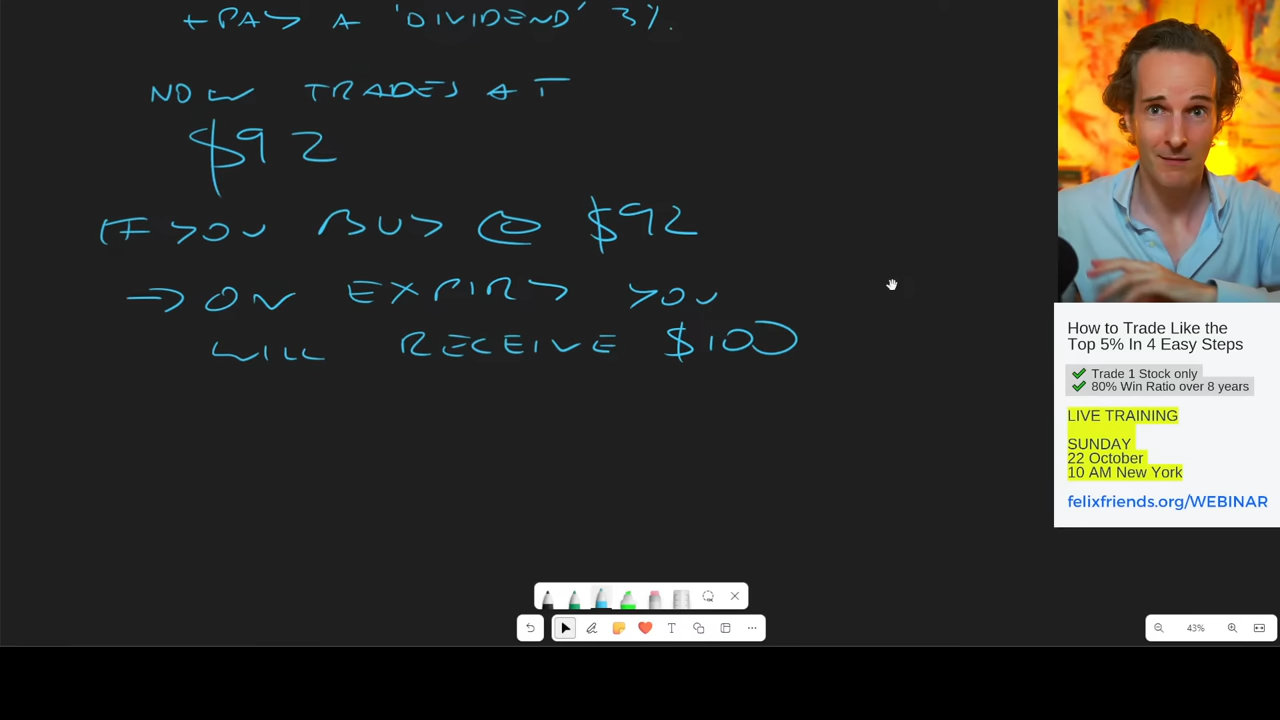 +PAY A 'DIVIDEND' 3%.
NOW TRADES AT
$92
IF YOU BUY @ $92
→ ON EXPIRY YOU
WILL RECEIVE $100
How to Trade Like the
Top 5% In 4 Easy Steps
Trade 1 Stock only
80% Win Ratio over 8 years
LIVE TRAINING
SUNDAY
22 October
10 AM New York
felixfriends.org/WEBINAR
43%